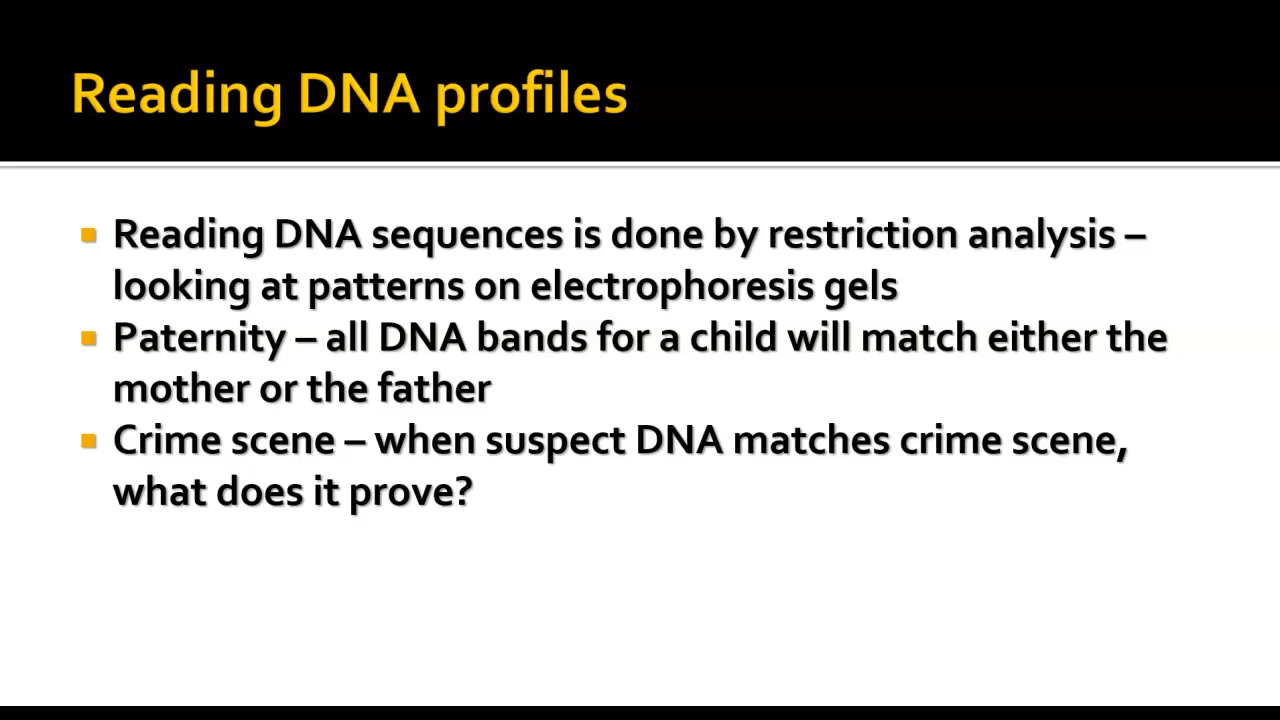 Reading DNA profiles
Reading DNA sequences is done by restriction analysis –
looking at patterns on electrophoresis gels
Paternity – all DNA bands for a child will match either the
mother or the father
Crime scene – when suspect DNA matches crime scene,
what does it prove?